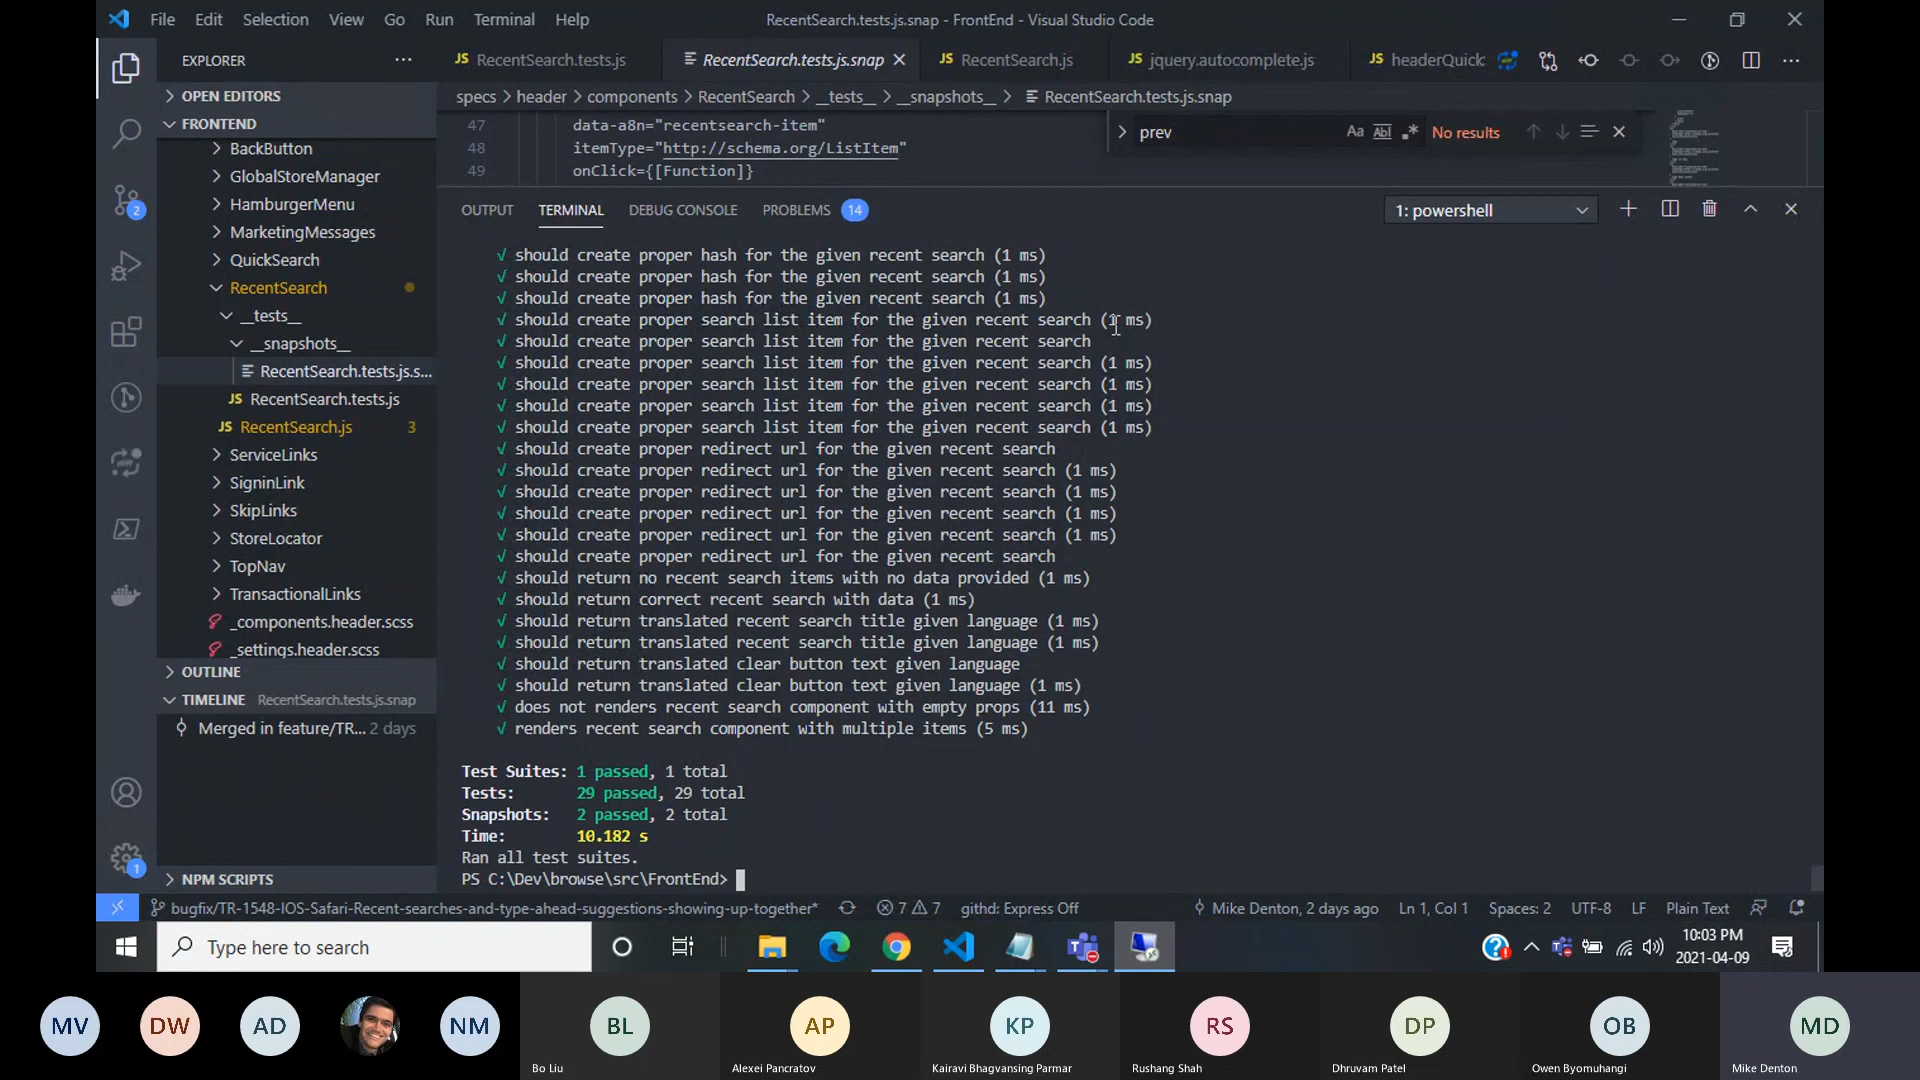 File Edit Selection View Go Run Terminal Help
RecentSearch.tests.js.snap - FrontEnd - Visual Studio Code
EXPLORER
RecentSearch.tests.js
RecentSearch.tests.js.snap
RecentSearch.js
jquery.autocomplete.js
headerQuick
OPEN EDITORS
FRONTEND
BackButton
GlobalStoreManager
HamburgerMenu
MarketingMessages
QuickSearch
RecentSearch
__tests__
__snapshots__
RecentSearch.tests.js.s...
RecentSearch.tests.js
RecentSearch.js 3
ServiceLinks
SigninLink
SkipLinks
StoreLocator
TopNav
TransactionalLinks
_components.header.scss
_settings.header.scss
OUTLINE
TIMELINE RecentSearch.tests.js.snap
Merged in feature/TR... 2 days
NPM SCRIPTS
2
1
specs > header > components > RecentSearch > __tests__ > __snapshots__ > RecentSearch.tests.js.snap
47 data-a8n="recentsearch-item"
48 itemType="http://schema.org/ListItem"
49 onClick={[Function]}
prev
Aa Abl .*
No results
OUTPUT TERMINAL DEBUG CONSOLE PROBLEMS 14
1: powershell
√ should create proper hash for the given recent search (1 ms)
√ should create proper hash for the given recent search (1 ms)
√ should create proper hash for the given recent search (1 ms)
√ should create proper search list item for the given recent search (1 ms)
√ should create proper search list item for the given recent search
√ should create proper search list item for the given recent search (1 ms)
√ should create proper search list item for the given recent search (1 ms)
√ should create proper search list item for the given recent search (1 ms)
√ should create proper search list item for the given recent search (1 ms)
√ should create proper redirect url for the given recent search
√ should create proper redirect url for the given recent search (1 ms)
√ should create proper redirect url for the given recent search (1 ms)
√ should create proper redirect url for the given recent search (1 ms)
√ should create proper redirect url for the given recent search (1 ms)
√ should create proper redirect url for the given recent search
√ should return no recent search items with no data provided (1 ms)
√ should return correct recent search with data (1 ms)
√ should return translated recent search title given language (1 ms)
√ should return translated recent search title given language (1 ms)
√ should return translated clear button text given language
√ should return translated clear button text given language (1 ms)
√ does not renders recent search component with empty props (11 ms)
√ renders recent search component with multiple items (5 ms)
Test Suites: 1 passed, 1 total
Tests: 29 passed, 29 total
Snapshots: 2 passed, 2 total
Time: 10.182 s
Ran all test suites.
PS C:\Dev\browse\src\FrontEnd>
bugfix/TR-1548-IOS-Safari-Recent-searches-and-type-ahead-suggestions-showing-up-together* 7 7 githd: Express Off Mike Denton, 2 days ago Ln 1, Col 1 Spaces: 2 UTF-8 LF Plain Text
Type here to search
10:03 PM
2021-04-09
MV DW AD NM BL AP KP RS DP OB MD
Bo Liu Alexei Pancratov Kairavi Bhagvansing Parmar Rushang Shah Dhruvam Patel Owen Byomuhangi Mike Denton